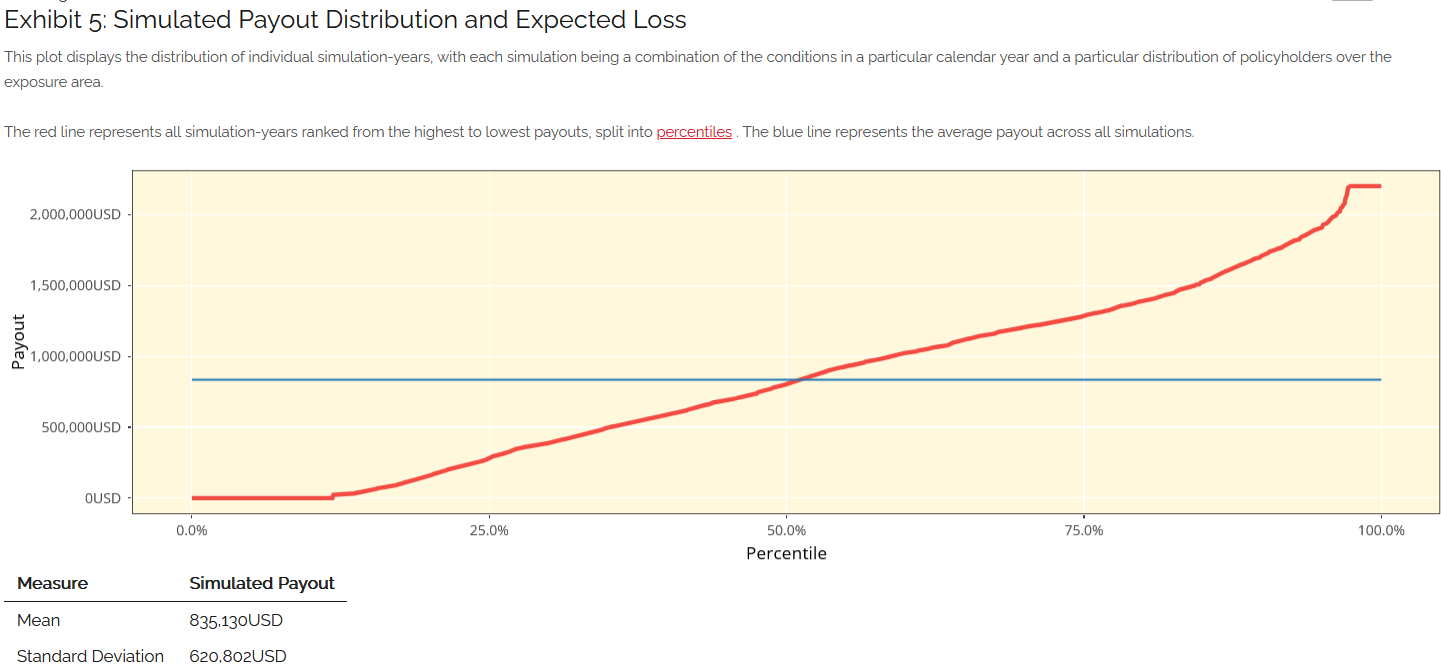 Exhibit 5: Simulated Payout Distribution and Expected Loss
This plot displays the distribution of individual simulation-years, with each simulation being a combination of the conditions in a particular calendar year and a particular distribution of policyholders over the
exposure area.
The red line represents all simulation-years ranked from the highest to lowest payouts, split into percentiles . The blue line represents the average payout across all simulations.
2,000,000USD
1,500,000USD
1,000,000USD
500,000USD
0USD
Payout
0.0% 25.0% 50.0% 75.0% 100.0%
Percentile
Measure Simulated Payout
Mean 835,130USD
Standard Deviation 620,802USD